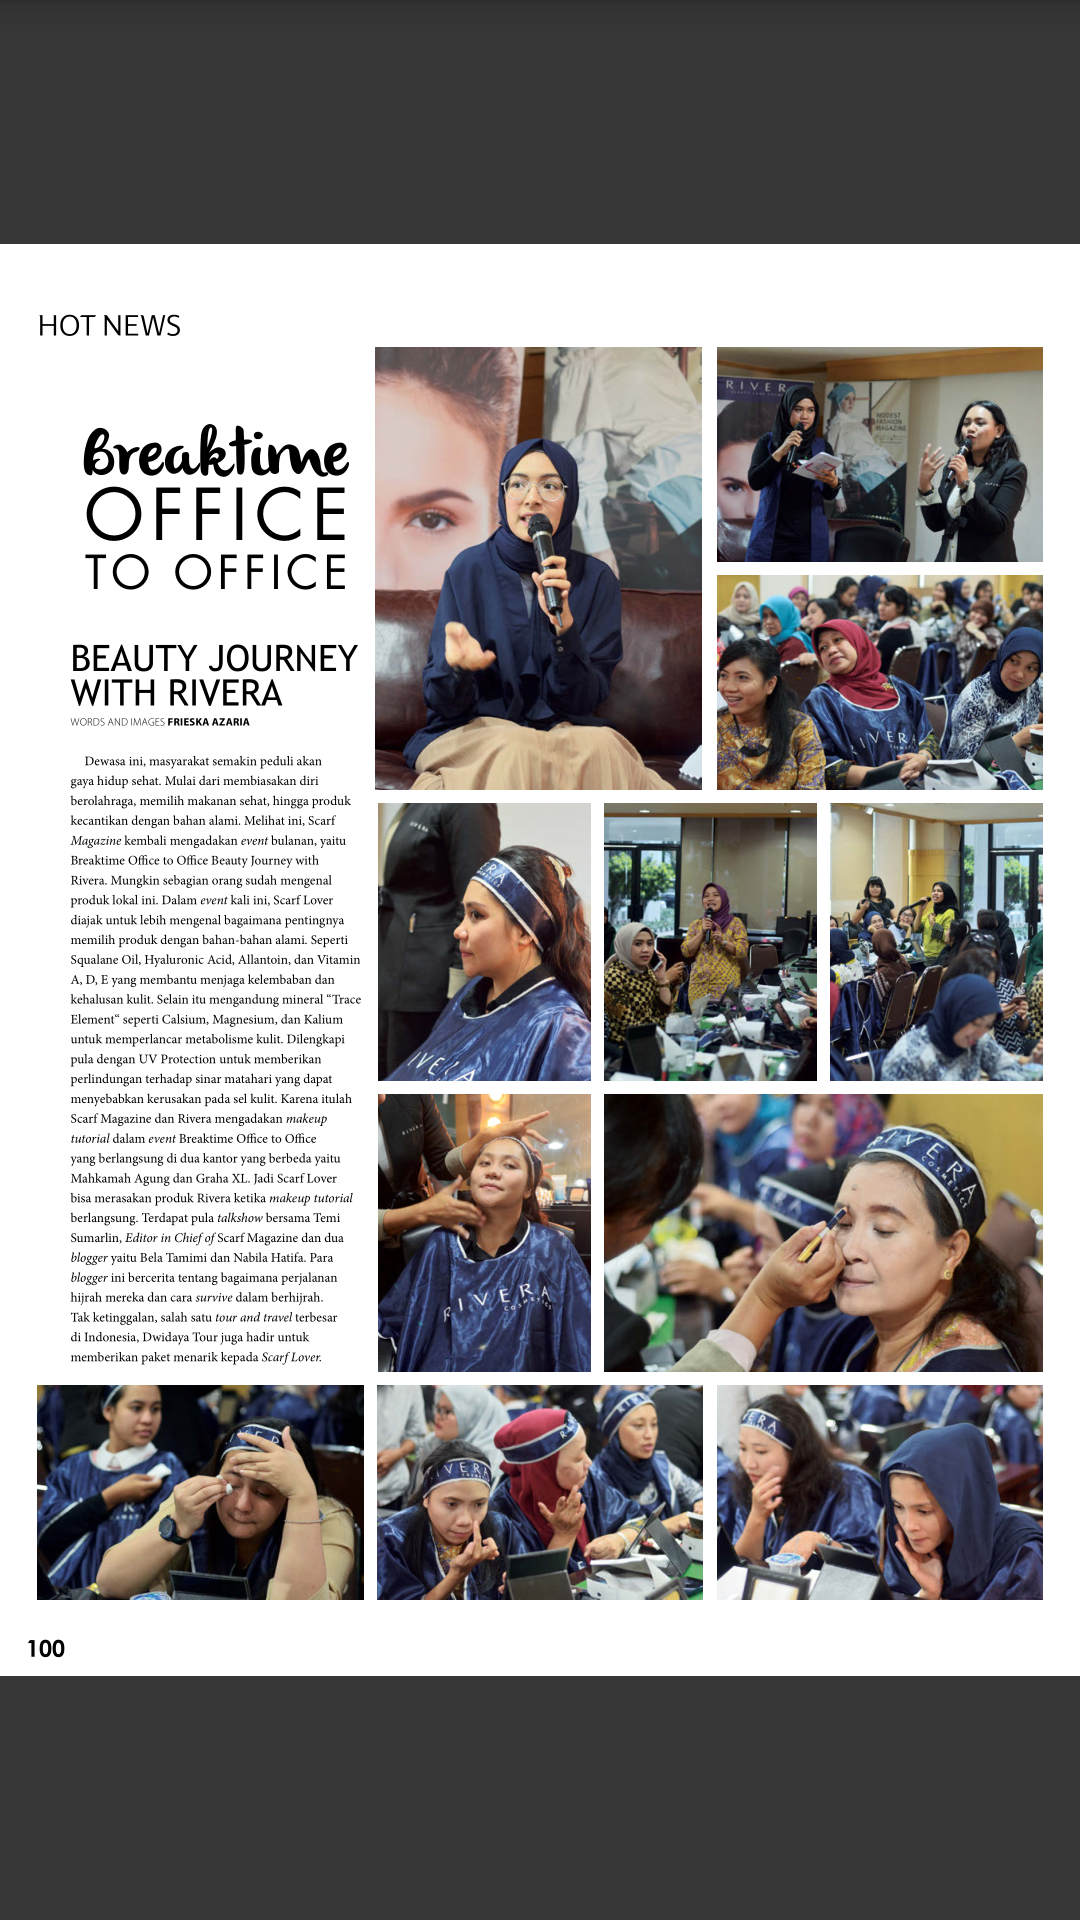 HOT NEWS
Breaktime
OFFICE
TO OFFICE
BEAUTY JOURNEY
WITH RIVERA
WORDS AND IMAGES FRIESKA AZARIA
Dewasa ini, masyarakat semakin peduli akan
gaya hidup sehat. Mulai dari membiasakan diri
berolahraga, memilih makanan sehat, hingga produk
kecantikan dengan bahan alami. Melihat ini, Scarf
Magazine kembali mengadakan event bulanan, yaitu
Breaktime Office to Office Beauty Journey with
Rivera. Mungkin sebagian orang sudah mengenal
produk lokal ini. Dalam event kali ini, Scarf Lover
diajak untuk lebih mengenal bagaimana pentingnya
memilih produk dengan bahan-bahan alami. Seperti
Squalane Oil, Hyaluronic Acid, Allantoin, dan Vitamin
A, D, E yang membantu menjaga kelembaban dan
kehalusan kulit. Selain itu mengandung mineral “Trace
Element“ seperti Calsium, Magnesium, dan Kalium
untuk memperlancar metabolisme kulit. Dilengkapi
pula dengan UV Protection untuk memberikan
perlindungan terhadap sinar matahari yang dapat
menyebabkan kerusakan pada sel kulit. Karena itulah
Scarf Magazine dan Rivera mengadakan makeup
tutorial dalam event Breaktime Office to Office
yang berlangsung di dua kantor yang berbeda yaitu
Mahkamah Agung dan Graha XL. Jadi Scarf Lover
bisa merasakan produk Rivera ketika makeup tutorial
berlangsung. Terdapat pula talkshow bersama Temi
Sumarlin, Editor in Chief of Scarf Magazine dan dua
blogger yaitu Bela Tamimi dan Nabila Hatifa. Para
blogger ini bercerita tentang bagaimana perjalanan
hijrah mereka dan cara survive dalam berhijrah.
Tak ketinggalan, salah satu tour and travel terbesar
di Indonesia, Dwidaya Tour juga hadir untuk
memberikan paket menarik kepada Scarf Lover.
RIVER
MODEST
FASHION
MAGAZINE
IVERA
ERA
IVERA
RIVERA
COSMETICS
RIVERA
COSMETICS
RIVERA
VERA
100